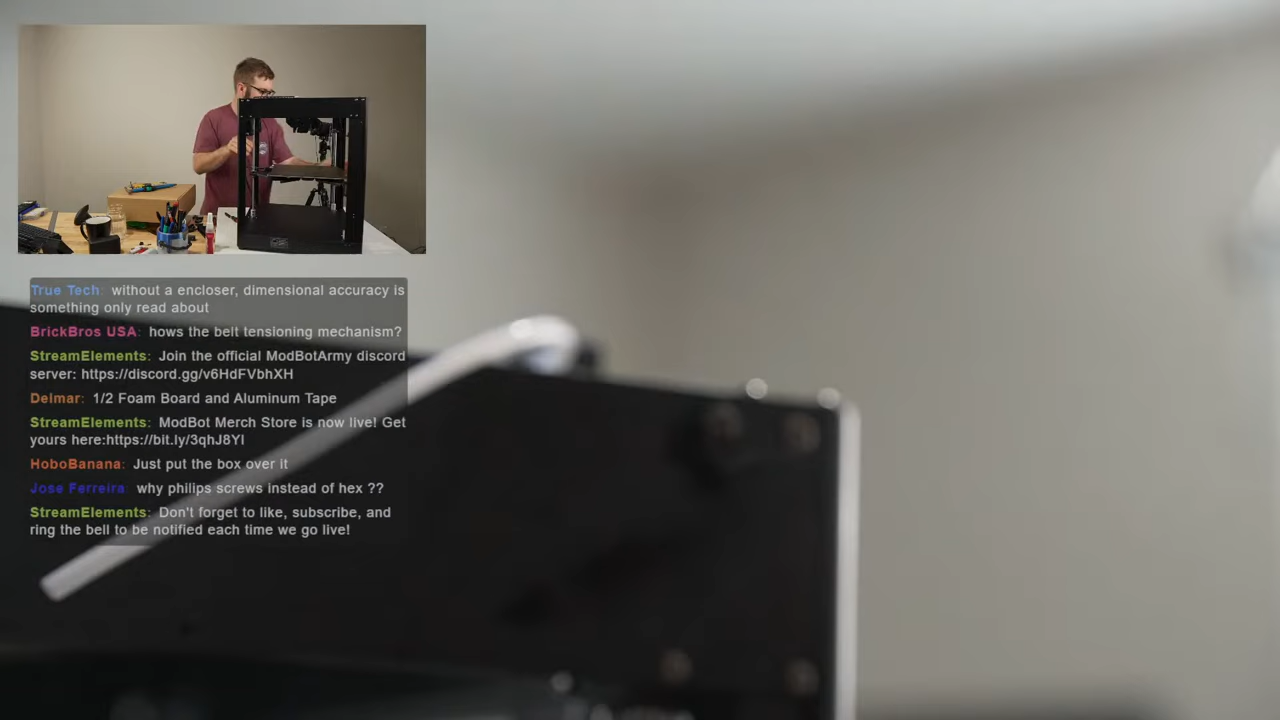 True Tech: without a encloser, dimensional accuracy is
something only read about
BrickBros USA: hows the belt tensioning mechanism?
StreamElements: Join the official ModBotArmy discord
server: https://discord.gg/v6HdFVbhXH
Delmar: 1/2 Foam Board and Aluminum Tape
StreamElements: ModBot Merch Store is now live! Get
yours here:https://bit.ly/3qhJ8Yl
HoboBanana: Just put the box over it
Jose Ferreira: why philips screws instead of hex ??
StreamElements: Don't forget to like, subscribe, and
ring the bell to be notified each time we go live!